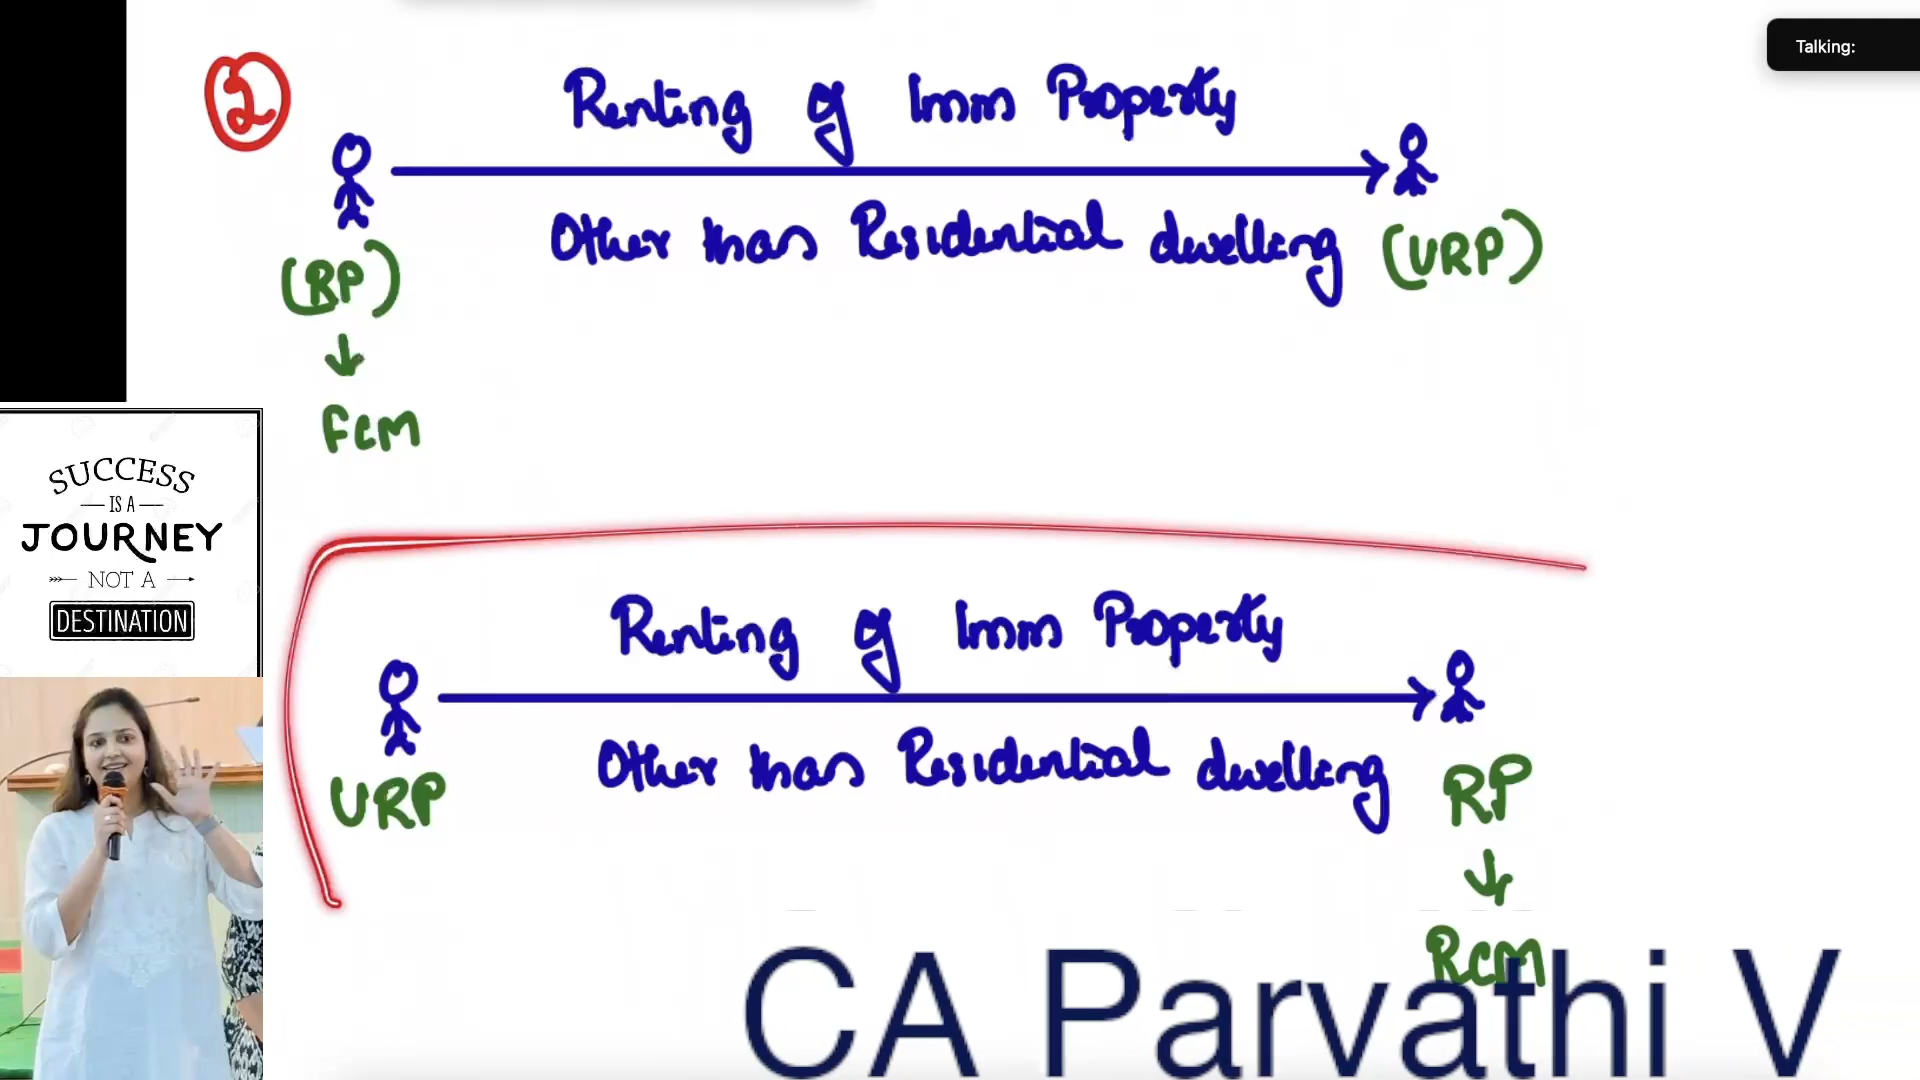 Talking:
2
Renting of Imm Property
Other than Residential dwelling
(RP)
(URP)
FCM
SUCCESS
IS A
JOURNEY
NOT A
DESTINATION
Renting of Imm Property
Other than Residential dwelling
URP
RP
RCM
CA Parvathi V